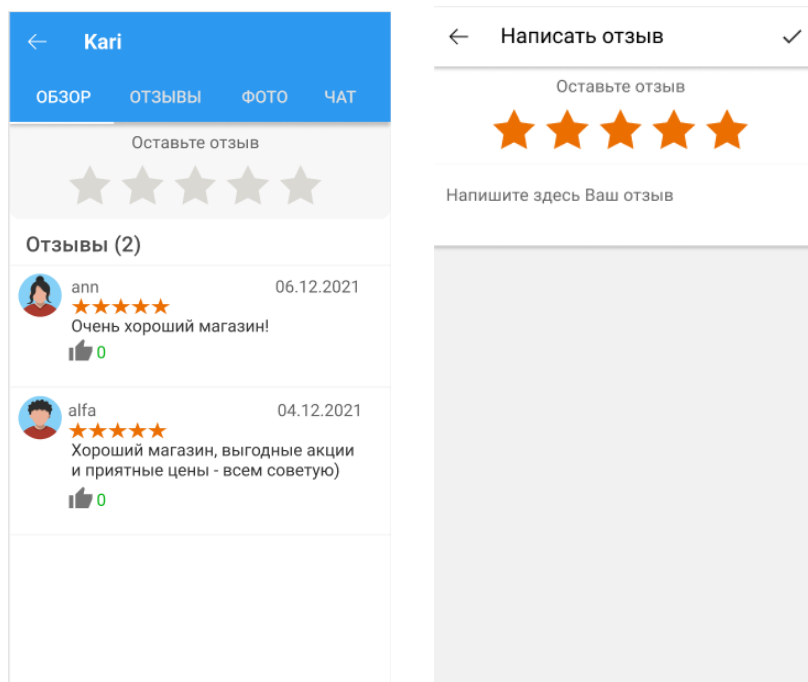 Kari
ОБЗОР ОТЗЫВЫ ФОТО ЧАТ
Оставьте отзыв
Отзывы (2)
ann 06.12.2021
Очень хороший магазин!
0
alfa 04.12.2021
Хороший магазин, выгодные акции
и приятные цены - всем советую)
0
Написать отзыв
Оставьте отзыв
Напишите здесь Ваш отзыв